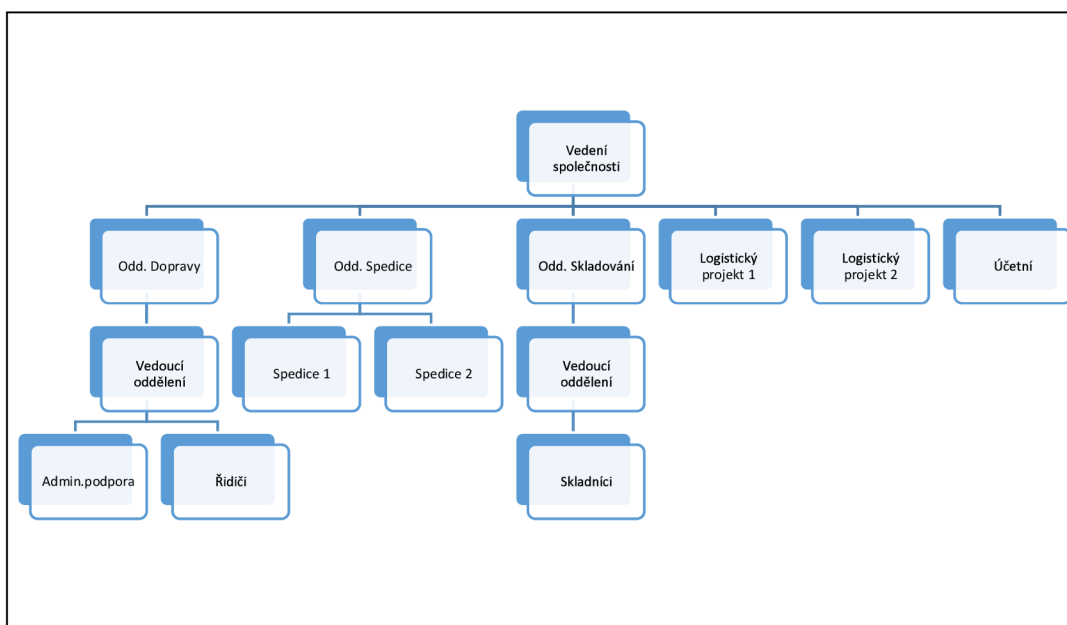 Vedení
společnosti
Odd. Dopravy
Odd. Spedice
Odd. Skladování
Logistický
projekt 1
Logistický
projekt 2
Účetní
Vedoucí
oddělení
Spedice 1
Spedice 2
Vedoucí
oddělení
Admin.podpora
Řidiči
Skladníci